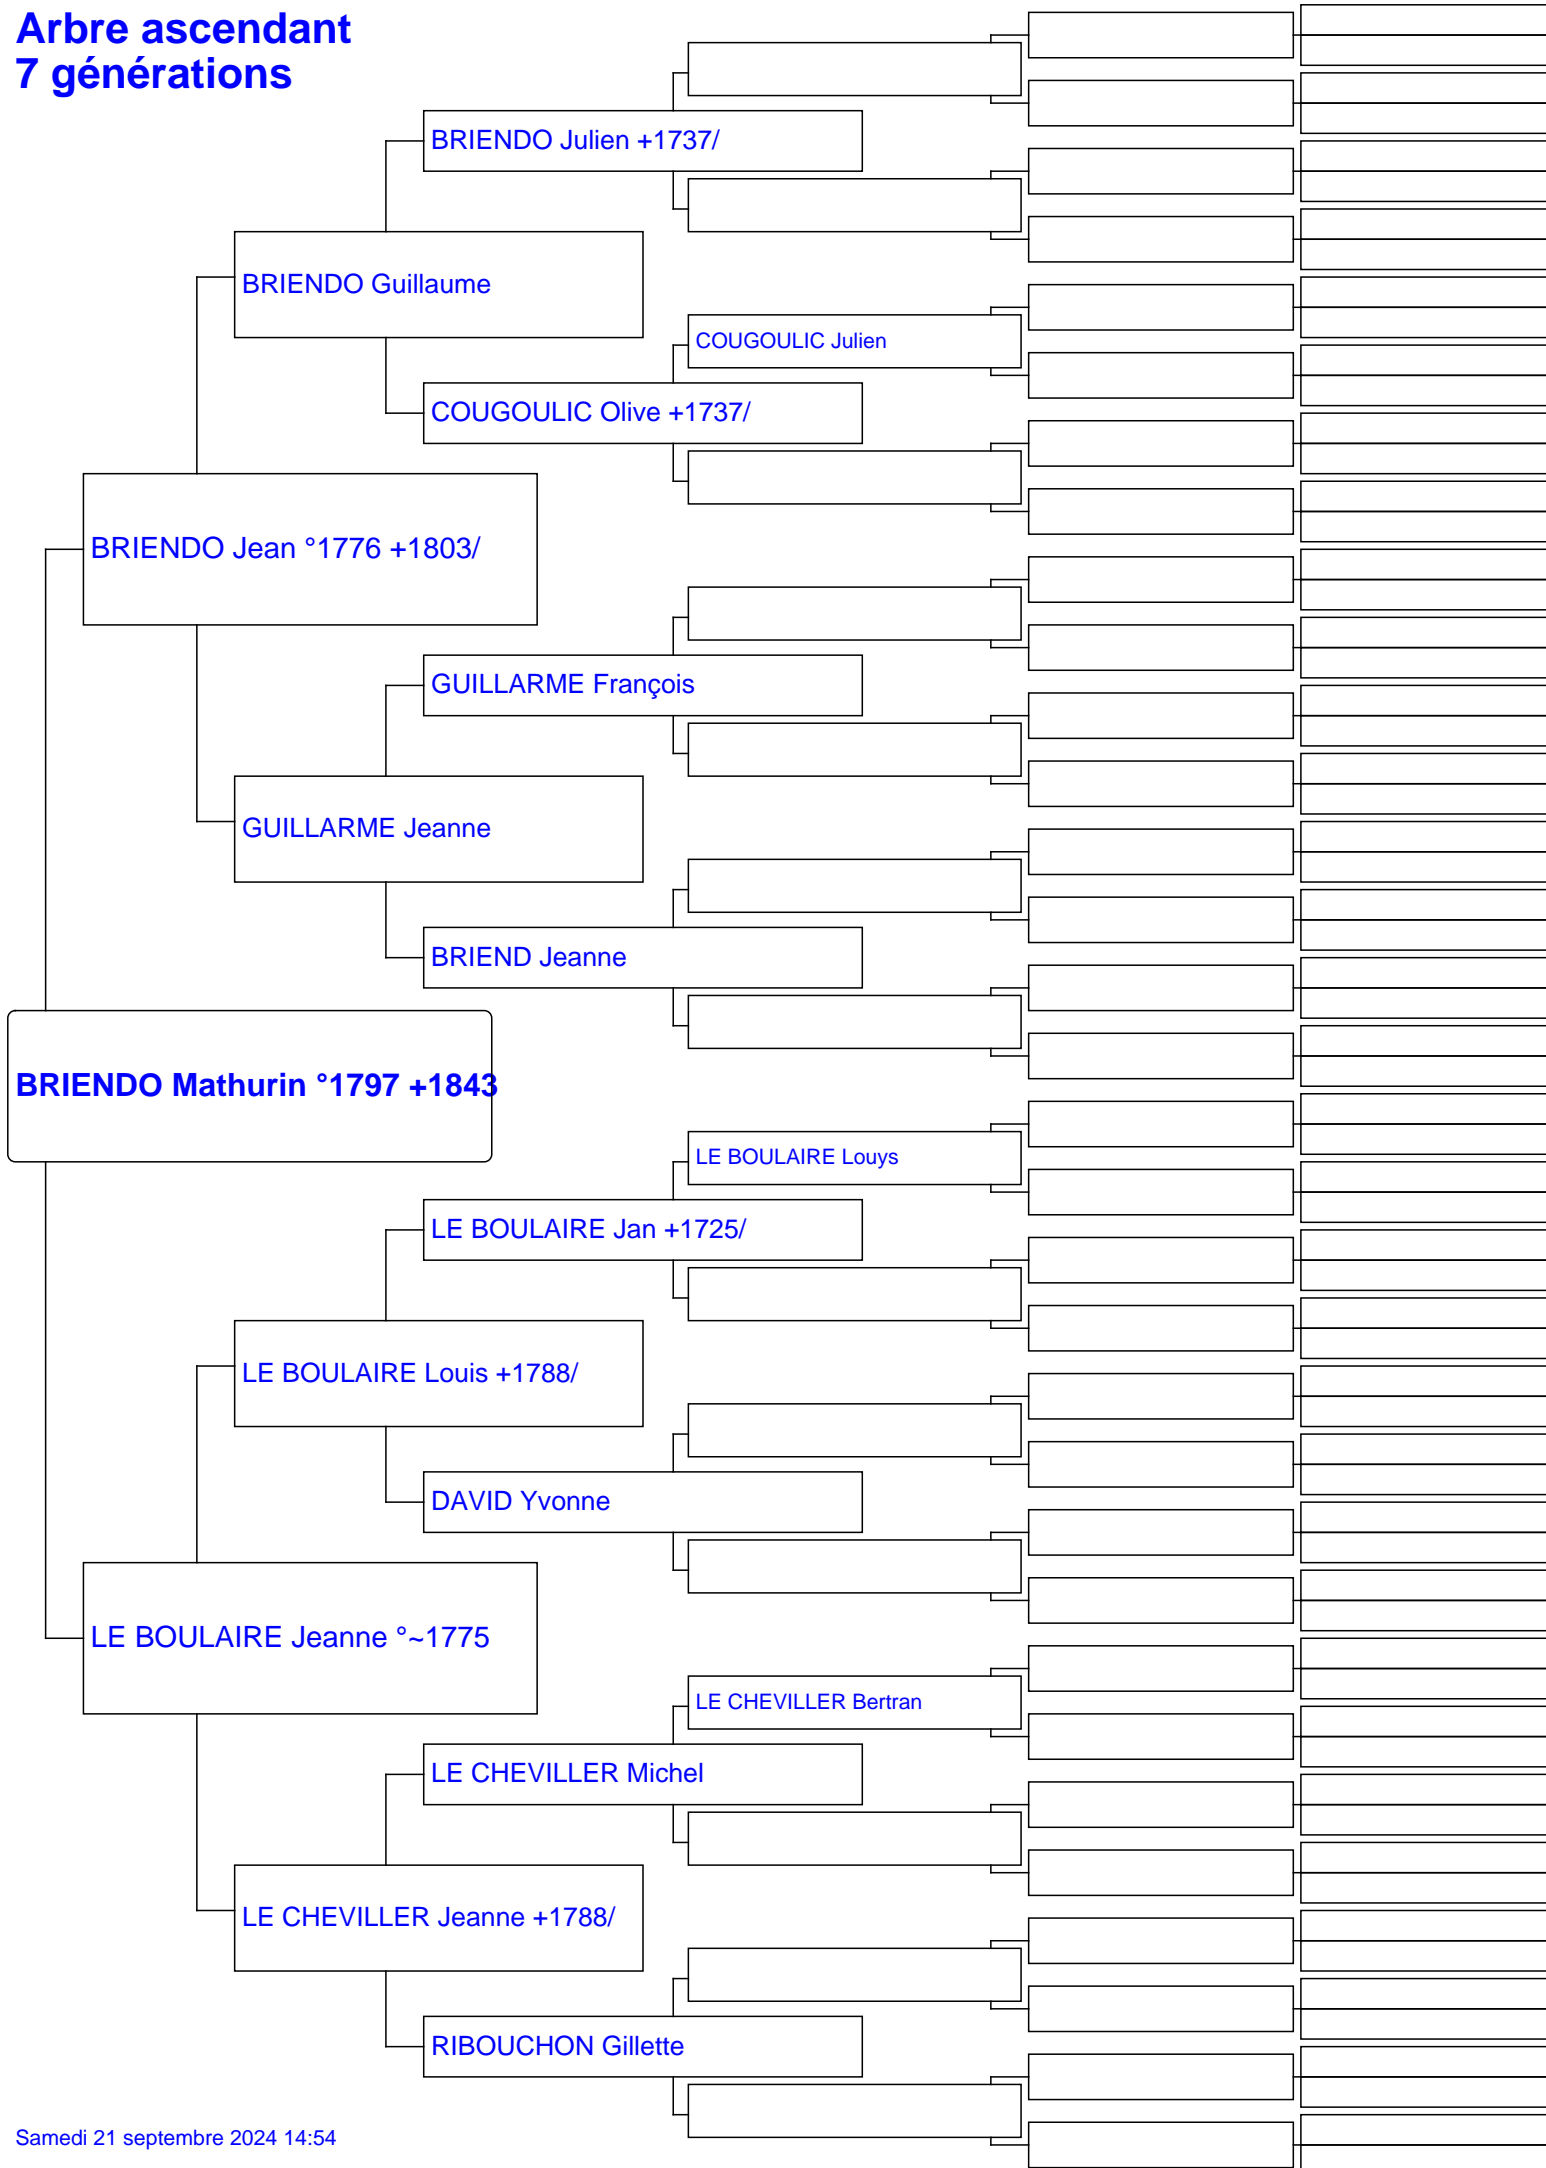 Arbre ascendant
7 générations
BRIENDO Julien +1737/
BRIENDO Guillaume
COUGOULIC Julien
COUGOULIC Olive +1737/
BRIENDO Jean °1776 +1803/
GUILLARME François
GUILLARME Jeanne
BRIEND Jeanne
BRIENDO Mathurin °1797 +1843
LE BOULAIRE Louys
LE BOULAIRE Jan +1725/
LE BOULAIRE Louis +1788/
DAVID Yvonne
LE BOULAIRE Jeanne °~1775
LE CHEVILLER Bertran
LE CHEVILLER Michel
LE CHEVILLER Jeanne +1788/
RIBOUCHON Gillette
Samedi 21 septembre 2024 14:54